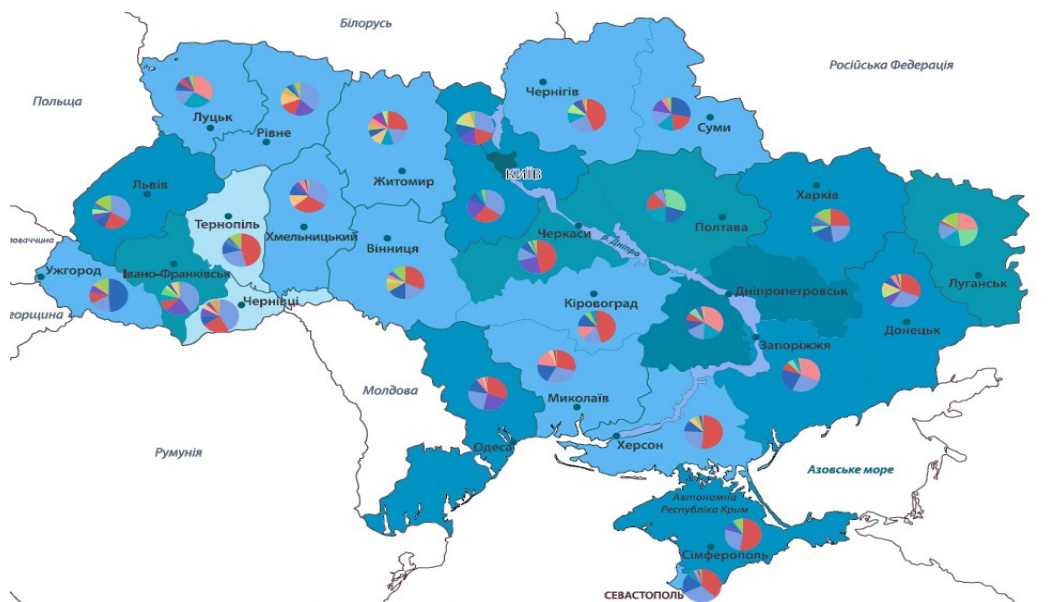 Білорусь
Російська Федерація
Польща
Чернігів
Луцьк
Суми
Рівне
КИЇВ
Житомир
Львів
Харків
Тернопіль
Хмельницький
Полтава
Черкаси
р. Дніпро
Вінниця
Ужгород
Івано-Франківськ
Луганськ
Дніпропетровськ
Чернівці
Кіровоград
Донецьк
Запоріжжя
Молдова
Миколаїв
Херсон
Одеса
Румунія
Азовське море
Автономна
Республіка Крим
Сімферополь
СЕВАСТОПОЛЬ